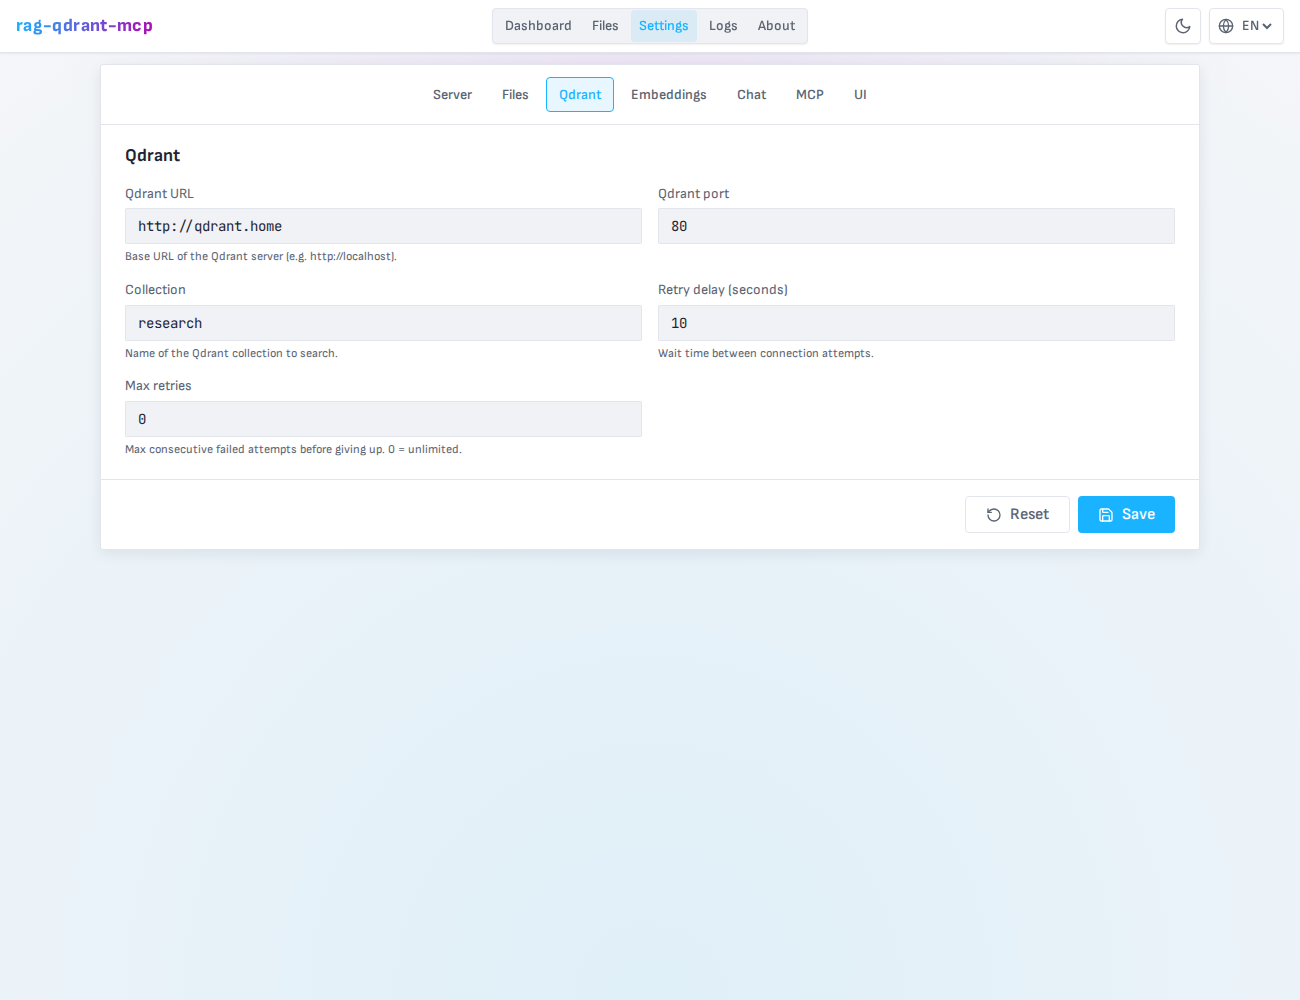 rag-qdrant-mcp
Dashboard Files Settings Logs About
EN
Server Files Qdrant Embeddings Chat MCP UI
Qdrant
Qdrant URL Qdrant port
http://qdrant.home 80
Base URL of the Qdrant server (e.g. http://localhost).
Collection Retry delay (seconds)
research 10
Name of the Qdrant collection to search. Wait time between connection attempts.
Max retries
0
Max consecutive failed attempts before giving up. 0 = unlimited.
Reset Save